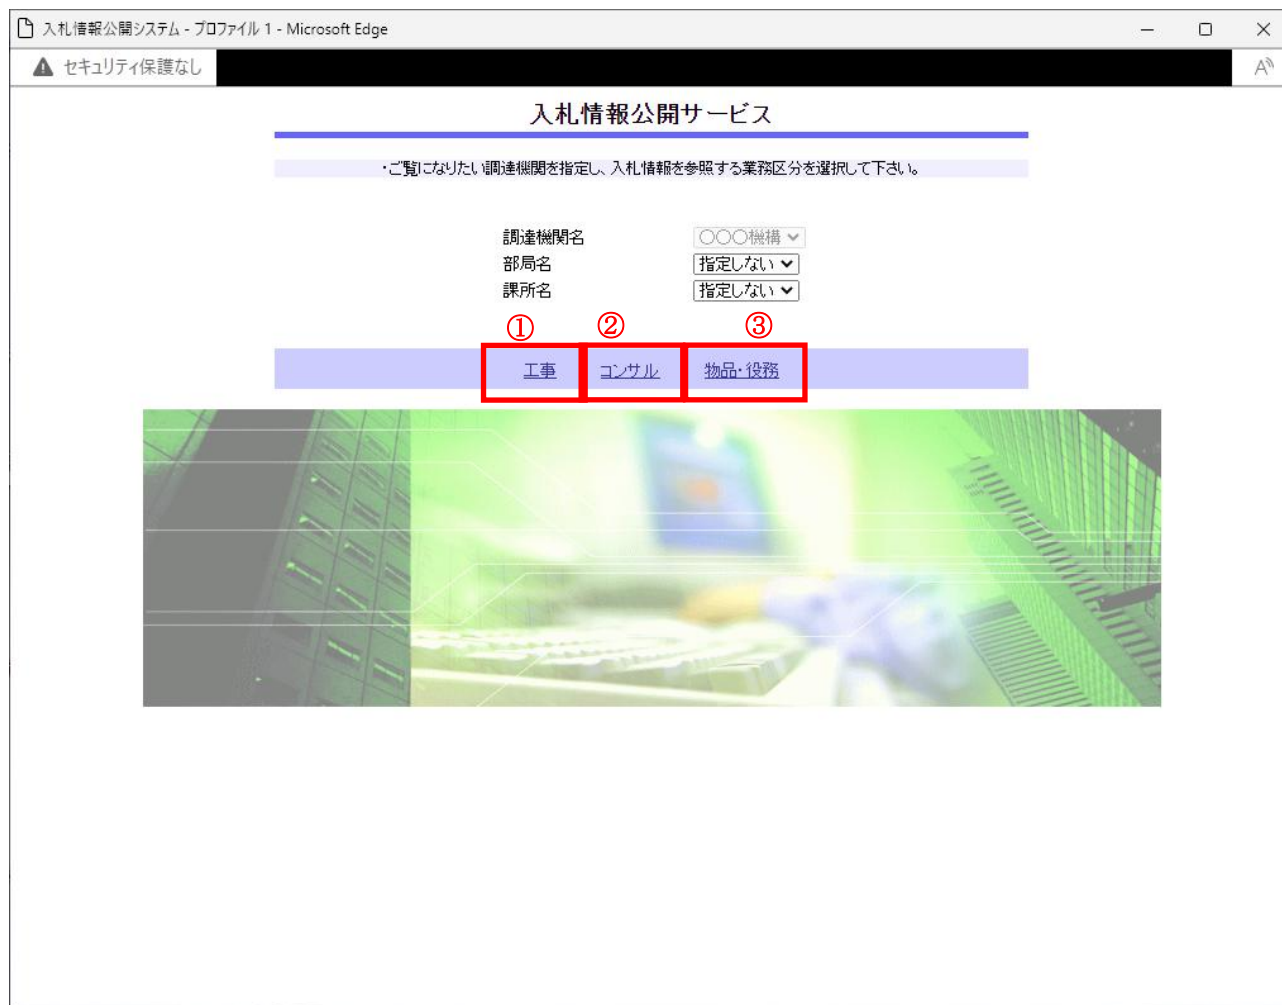 入札情報公開システム - プロファイル 1 - Microsoft Edge
セキュリティ保護なし
入札情報公開サービス
・ご覧になりたい調達機関を指定し、入札情報を参照する業務区分を選択して下さい。
調達機関名 〇〇〇機構
部局名 指定しない
課所名 指定しない
① ② ③
工事 コンサル 物品・役務